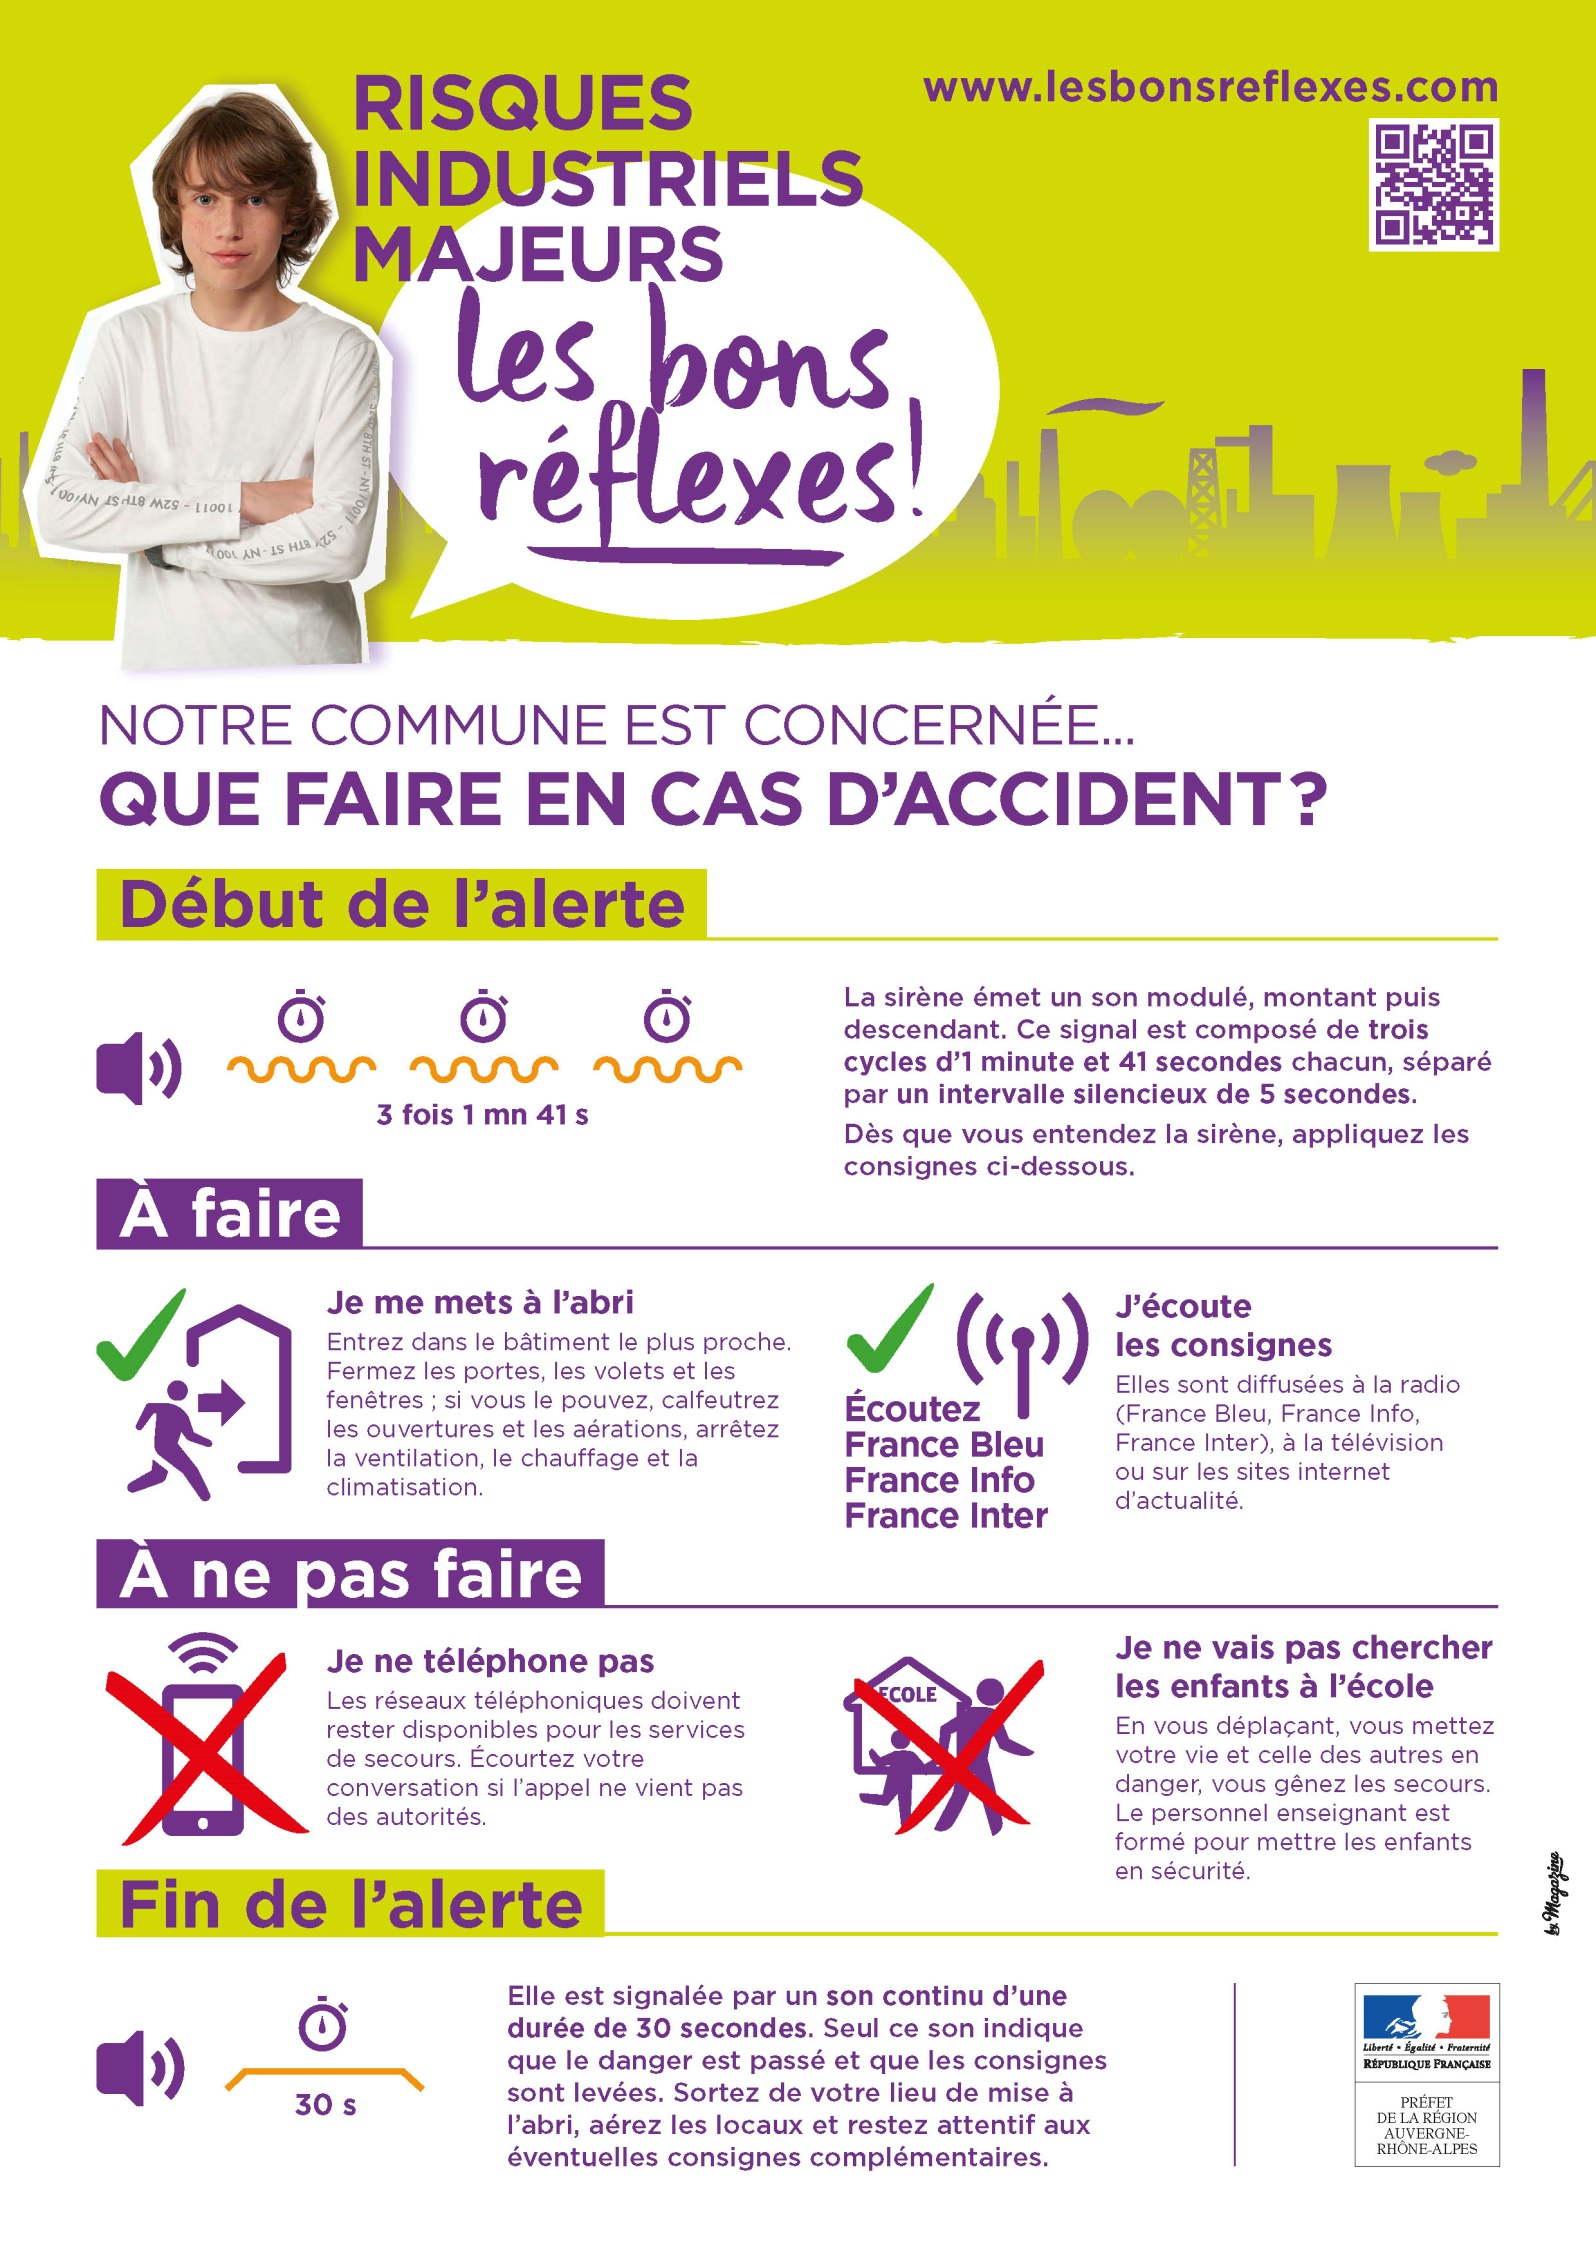 RISQUES
INDUSTRIELS
MAJEURS
les bons
réflexes!
www.lesbonsreflexes.com
NOTRE COMMUNE EST CONCERNÉE...
QUE FAIRE EN CAS D'ACCIDENT ?
Début de l'alerte
3 fois 1 mn 41 s
La sirène émet un son modulé, montant puis
descendant. Ce signal est composé de trois
cycles d'1 minute et 41 secondes chacun, séparé
par un intervalle silencieux de 5 secondes.
Dès que vous entendez la sirène, appliquez les
consignes ci-dessous.
À faire
Je me mets à l'abri
Entrez dans le bâtiment le plus proche.
Fermez les portes, les volets et les
fenêtres ; si vous le pouvez, calfeutrez
les ouvertures et les aérations, arrêtez
la ventilation, le chauffage et la
climatisation.
Écoutez
France Bleu
France Info
France Inter
J'écoute
les consignes
Elles sont diffusées à la radio
(France Bleu, France Info,
France Inter), à la télévision
ou sur les sites internet
d'actualité.
À ne pas faire
Je ne téléphone pas
Les réseaux téléphoniques doivent
rester disponibles pour les services
de secours. Écourtez votre
conversation si l'appel ne vient pas
des autorités.
ECOLE
Je ne vais pas chercher
les enfants à l'école
En vous déplaçant, vous mettez
votre vie et celle des autres en
danger, vous gênez les secours.
Le personnel enseignant est
formé pour mettre les enfants
en sécurité.
Fin de l'alerte
30 s
Elle est signalée par un son continu d'une
durée de 30 secondes. Seul ce son indique
que le danger est passé et que les consignes
sont levées. Sortez de votre lieu de mise à
l'abri, aérez les locaux et restez attentif aux
éventuelles consignes complémentaires.
Liberté • Égalité • Fraternité
RÉPUBLIQUE FRANÇAISE
PRÉFET
DE LA RÉGION
AUVERGNE-
RHÔNE-ALPES
by Magazine